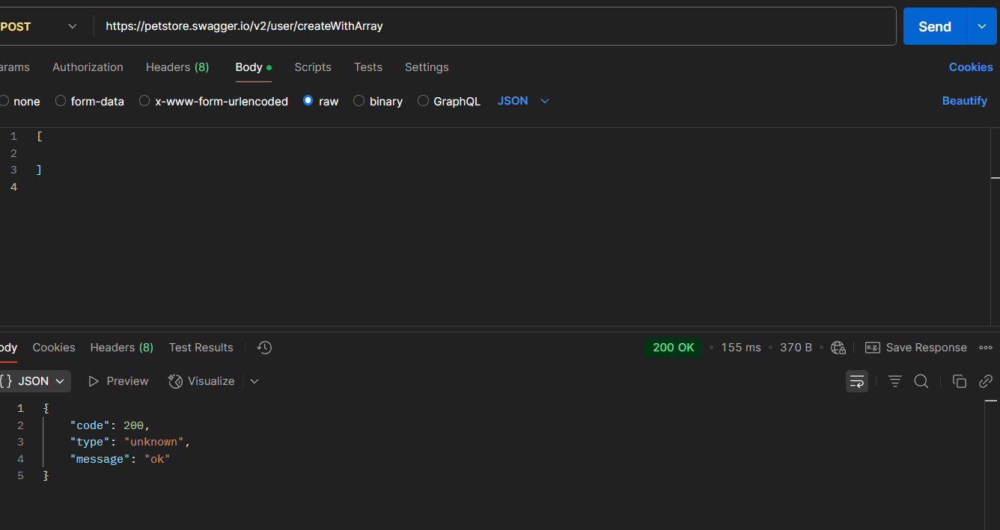 POST https://petstore.swagger.io/v2/user/createWithArray Send
arams Authorization Headers (8) Body Scripts Tests Settings Cookies
none form-data x-www-form-urlencoded raw binary GraphQL JSON Beautify
1 [
2
3 ]
4
ody Cookies Headers (8) Test Results 200 OK 155 ms 370 B e.g. Save Response
{} JSON Preview Visualize
1 {
2 "code": 200,
3 "type": "unknown",
4 "message": "ok"
5 }